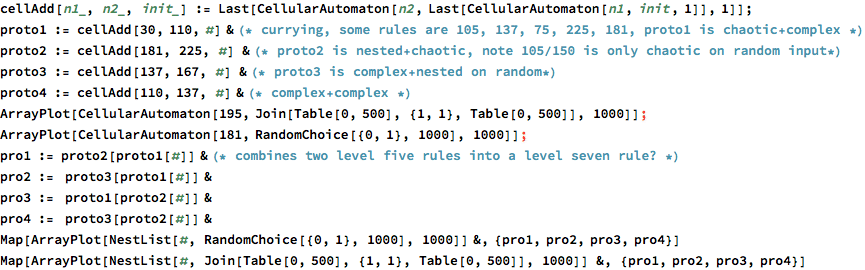 cellAdd[n1_, n2_, init_] := Last[CellularAutomaton[n2, Last[CellularAutomaton[n1, init, 1]], 1]];
proto1 := cellAdd[30, 110, #] & (* currying, some rules are 105, 137, 75, 225, 181, proto1 is chaotic+complex *)
proto2 := cellAdd[181, 225, #] & (* proto2 is nested+chaotic, note 105/150 is only chaotic on random input*)
proto3 := cellAdd[137, 167, #] & (* proto3 is complex+nested on random*)
proto4 := cellAdd[110, 137, #] & (* complex+complex *)
ArrayPlot[CellularAutomaton[195, Join[Table[0, 500], {1, 1}, Table[0, 500]], 1000]];
ArrayPlot[CellularAutomaton[181, RandomChoice[{0, 1}, 1000], 1000]];
pro1 := proto2[proto1[#]] & (* combines two level five rules into a level seven rule? *)
pro2 := proto3[proto1[#]] &
pro3 := proto1[proto2[#]] &
pro4 := proto3[proto2[#]] &
Map[ArrayPlot[NestList[#, RandomChoice[{0, 1}, 1000], 1000]] &, {pro1, pro2, pro3, pro4}]
Map[ArrayPlot[NestList[#, Join[Table[0, 500], {1, 1}, Table[0, 500]], 1000]] &, {pro1, pro2, pro3, pro4}]